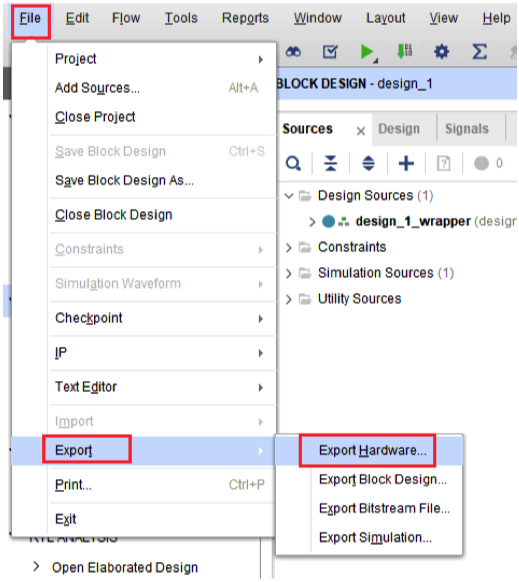 File Edit Flow Tools Reports Window Layout View Help
Project
Add Sources... Alt+A
Close Project
Save Block Design Ctrl+S
Save Block Design As...
Close Block Design
Constraints
Simulation Waveform
Checkpoint
IP
Text Editor
Import
Export
Print... Ctrl+P
Exit
Export Hardware...
Export Block Design...
Export Bitstream File...
Export Simulation...
BLOCK DESIGN - design_1
Sources Design Signals
0
Design Sources (1)
design_1_wrapper (design
Constraints
Simulation Sources (1)
Utility Sources
RTL ANALYSIS
Open Elaborated Design